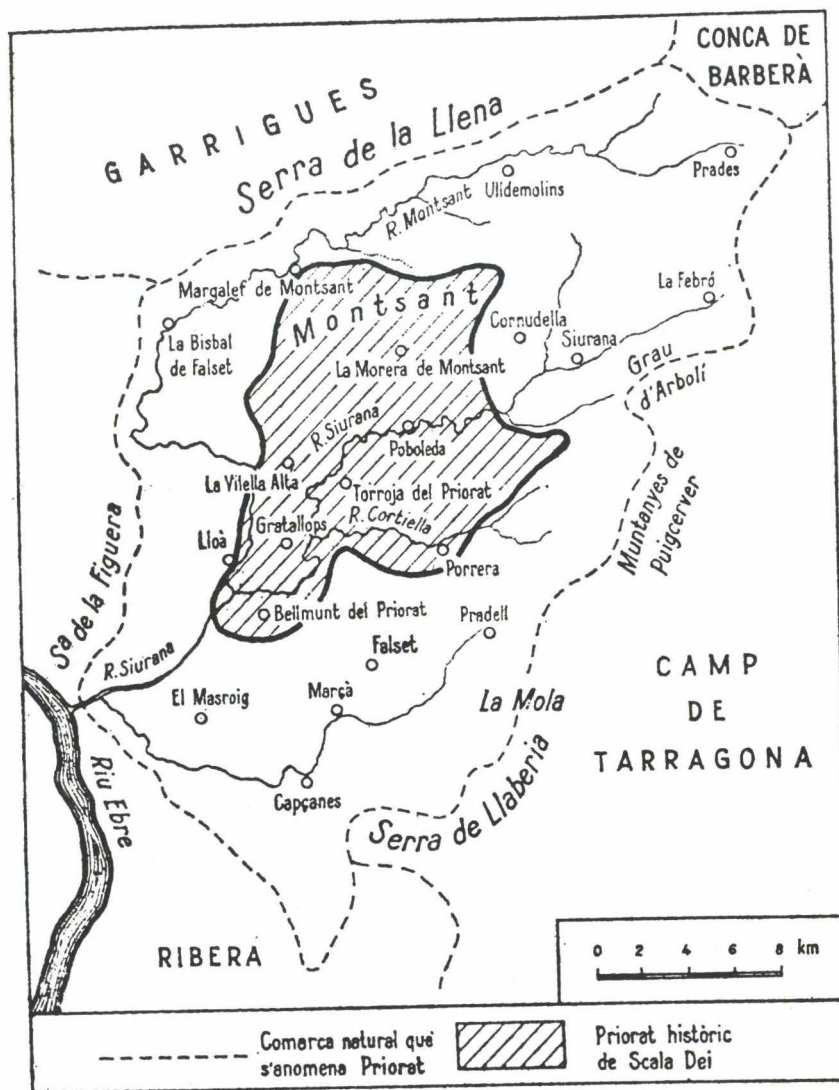 CONCA DE
BARBERÀ
GARRIGUES
Serra de la Llena
Prades
Ulldemolins
R. Montsant
Margalef de Montsant
Montsant
La Febró
La Bisbal
de Falset
Cornudella
Siurana
La Morera de Montsant
Grau
d'Arbolí
R. Siurana
Poboleda
La Vilella Alta
Torroja del Priorat
Muntanyes de
Puigcerver
R. Cortiella
Gratallops
Lloà
Porrera
Sa de la Figuera
Bellmunt del Priorat
Pradell
Falset
R. Siurana
CAMP
DE
TARRAGONA
El Masroig
Marçà
La Mola
Riu Ebre
Capçanes
Serra de Llaberia
RIBERA
0 2 4 6 8 km
Comarca natural que
s'anomena Priorat
Priorat històric
de Scala Dei